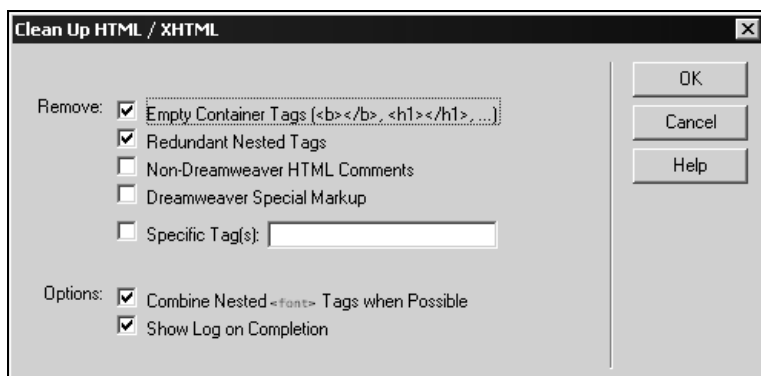 Clean Up HTML / XHTML
OK
Remove: Empty Container Tags (<b></b>, <h1></h1>, ...)
Cancel
Redundant Nested Tags
Non-Dreamweaver HTML Comments
Help
Dreamweaver Special Markup
Specific Tag(s):
Options: Combine Nested <font> Tags when Possible
Show Log on Completion